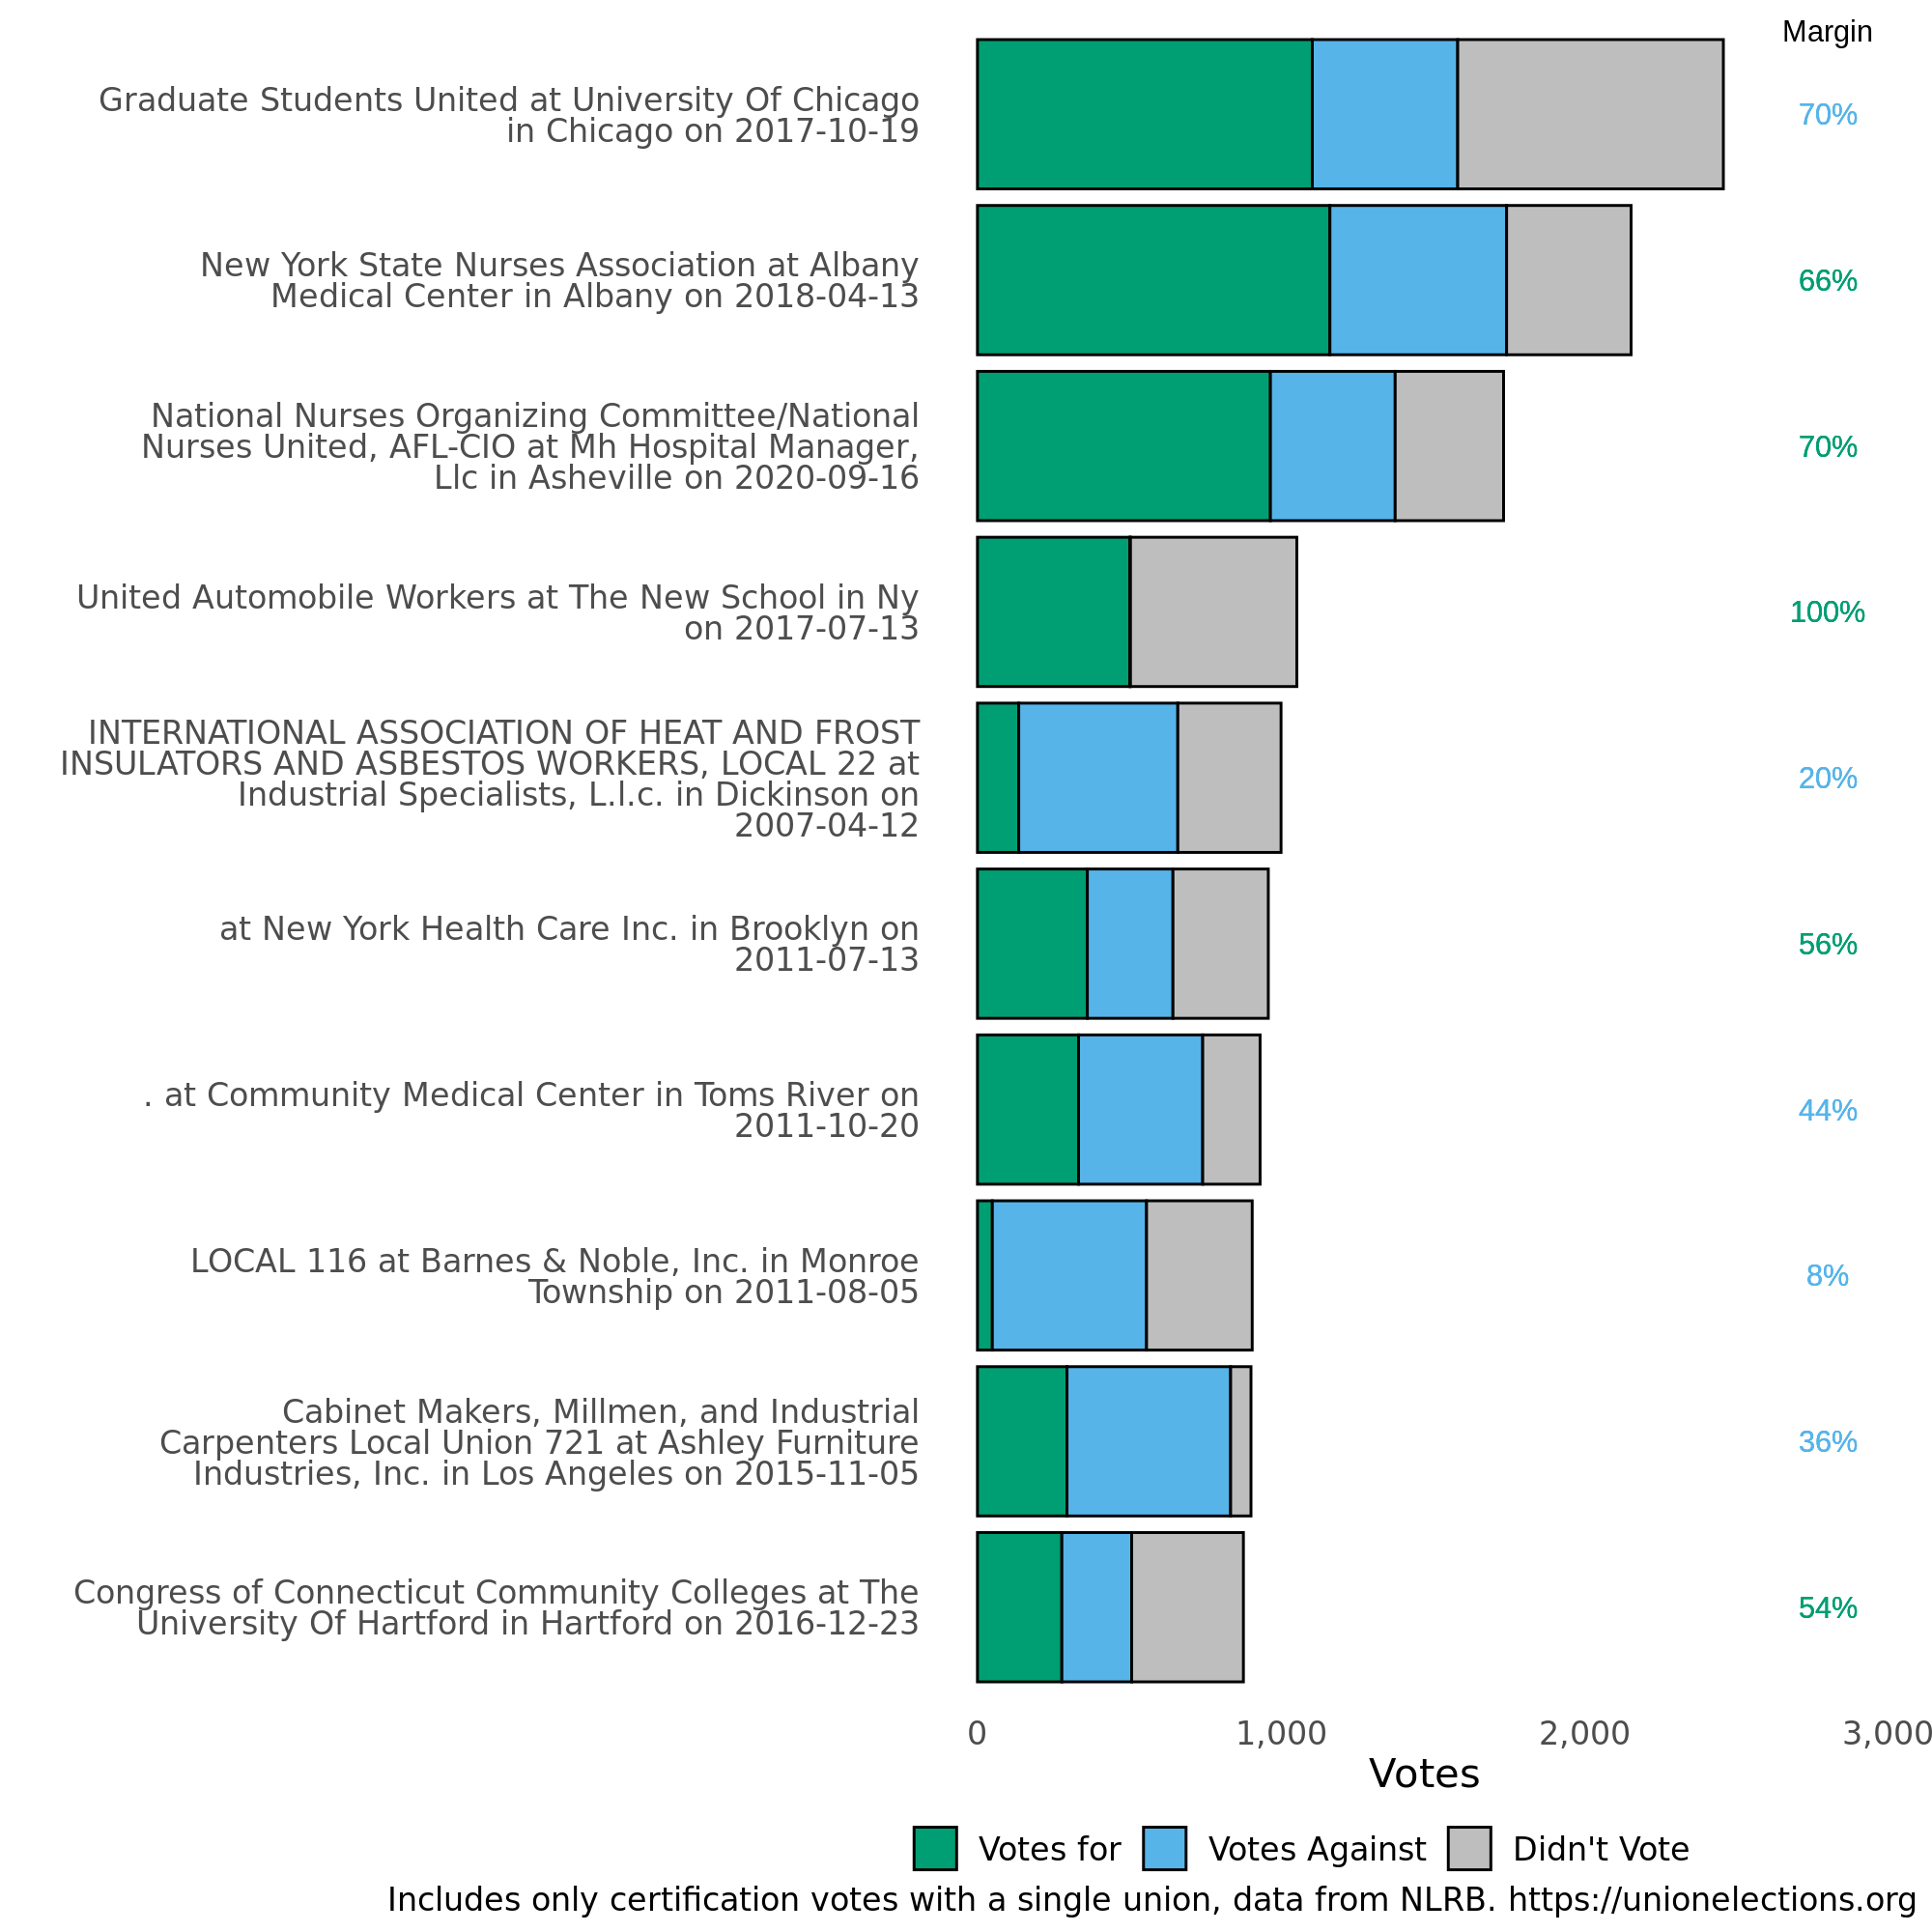 Margin
Graduate Students United at University Of Chicago
in Chicago on 2017-10-19
70%
New York State Nurses Association at Albany
Medical Center in Albany on 2018-04-13
66%
National Nurses Organizing Committee/National
Nurses United, AFL-CIO at Mh Hospital Manager,
Llc in Asheville on 2020-09-16
70%
United Automobile Workers at The New School in Ny
on 2017-07-13
100%
INTERNATIONAL ASSOCIATION OF HEAT AND FROST
INSULATORS AND ASBESTOS WORKERS, LOCAL 22 at
Industrial Specialists, L.l.c. in Dickinson on
2007-04-12
20%
at New York Health Care Inc. in Brooklyn on
2011-07-13
56%
. at Community Medical Center in Toms River on
2011-10-20
44%
LOCAL 116 at Barnes & Noble, Inc. in Monroe
Township on 2011-08-05
8%
Cabinet Makers, Millmen, and Industrial
Carpenters Local Union 721 at Ashley Furniture
Industries, Inc. in Los Angeles on 2015-11-05
36%
Congress of Connecticut Community Colleges at The
University Of Hartford in Hartford on 2016-12-23
54%
0 1,000 2,000 3,000
Votes
Votes for Votes Against Didn't Vote
Includes only certification votes with a single union, data from NLRB. https://unionelections.org